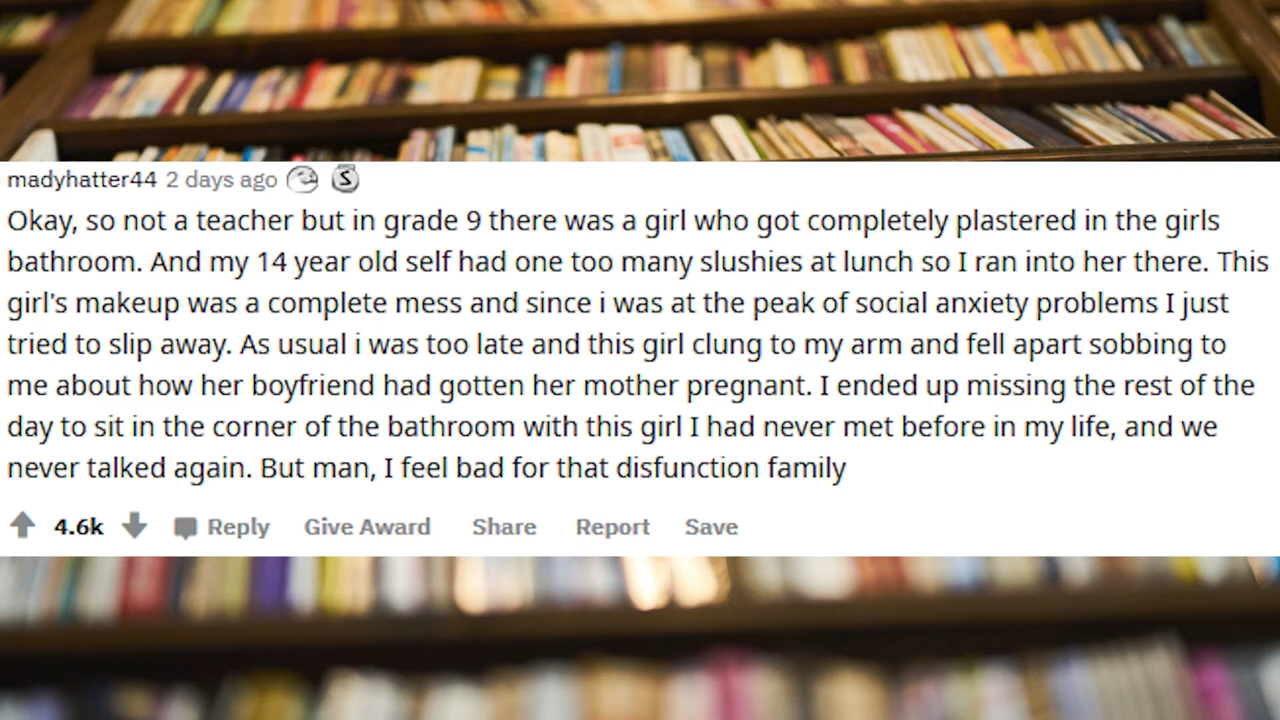 madyhatter44 2 days ago
Okay, so not a teacher but in grade 9 there was a girl who got completely plastered in the girls
bathroom. And my 14 year old self had one too many slushies at lunch so I ran into her there. This
girl's makeup was a complete mess and since i was at the peak of social anxiety problems I just
tried to slip away. As usual i was too late and this girl clung to my arm and fell apart sobbing to
me about how her boyfriend had gotten her mother pregnant. I ended up missing the rest of the
day to sit in the corner of the bathroom with this girl I had never met before in my life, and we
never talked again. But man, I feel bad for that disfunction family
4.6k Reply Give Award Share Report Save